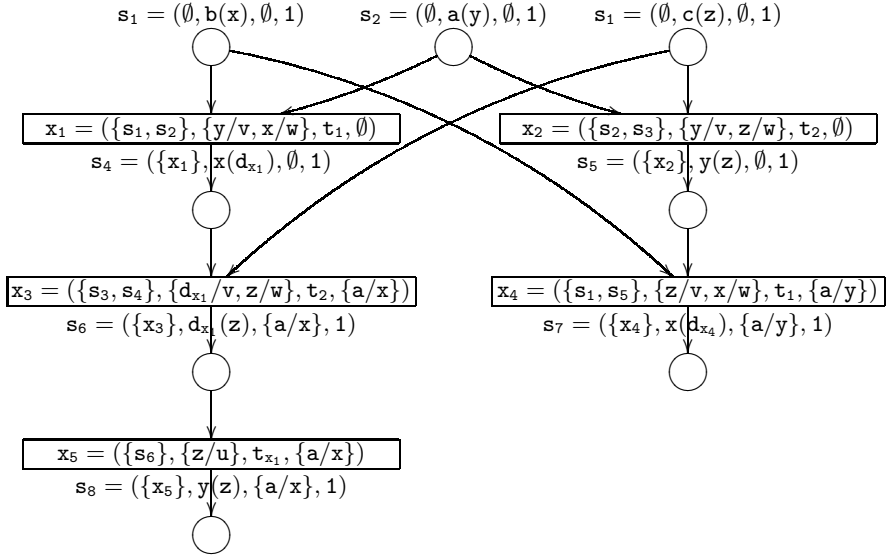 s₁ = (∅, b(x), ∅, 1)
s₂ = (∅, a(y), ∅, 1)
s₁ = (∅, c(z), ∅, 1)
x₁ = ({s₁, s₂}, {y/v, x/w}, t₁, ∅)
x₂ = ({s₂, s₃}, {y/v, z/w}, t₂, ∅)
s₄ = ({x₁}, x(d_{x₁}), ∅, 1)
s₅ = ({x₂}, y(z), ∅, 1)
x₃ = ({s₃, s₄}, {d_{x₁}/v, z/w}, t₂, {a/x})
x₄ = ({s₁, s₅}, {z/v, x/w}, t₁, {a/y})
s₆ = ({x₃}, d_{x₁}(z), {a/x}, 1)
s₇ = ({x₄}, x(d_{x₄}), {a/y}, 1)
x₅ = ({s₆}, {z/u}, t_{x₁}, {a/x})
s₈ = ({x₅}, y(z), {a/x}, 1)